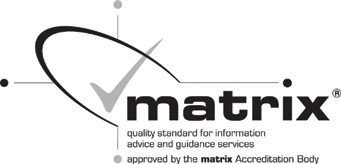 matrix®
quality standard for information
advice and guidance services
approved by the matrix Accreditation Body